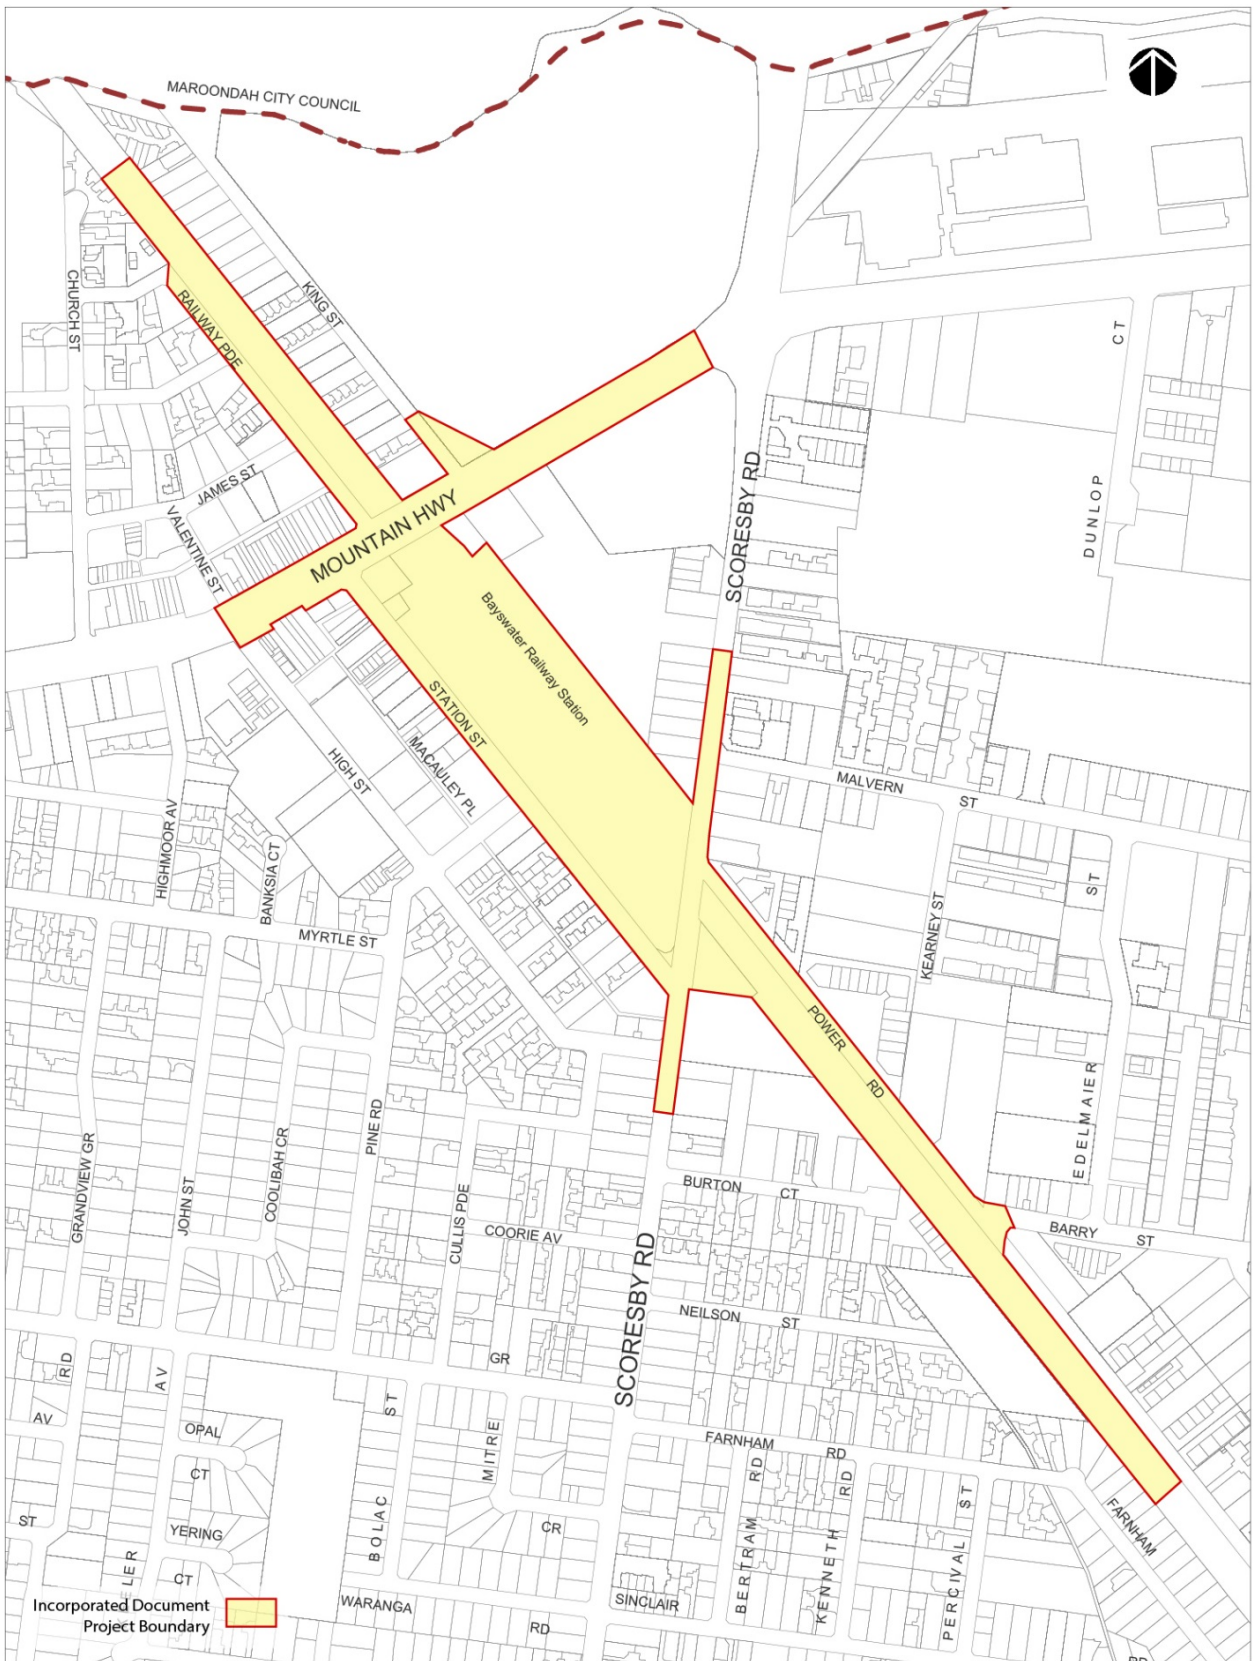 MAROONDAH CITY COUNCIL
CHURCH ST
KING ST
RAILWAY PDE
CT
JAMES ST
VALENTINE ST
MOUNTAIN HWY
SCORESBY RD
DUNLOP
Bayswater Railway Station
STATION ST
MACAULEY PL
HIGH ST
MALVERN ST
HIGHMOOR AV
BANKSIA CT
MYRTLE ST
KEARNEY ST
ST
POWER RD
EDELMAIER
GRANDVIEW GR
JOHN ST
COOLIBAH CR
PINE RD
CULLIS PDE
BURTON CT
COORIE AV
BARRY ST
SCORESBY RD
NEILSON ST
GR
RD
AV
AV
ST
OPAL
CT
MITRE
FARNHAM RD
BERTRAM RD
KENNETH RD
PERCIVAL ST
FARNHAM
ST
YERING
CT
BOLAC
CR
SINCLAIR
WARANGA
RD
Incorporated Document
Project Boundary